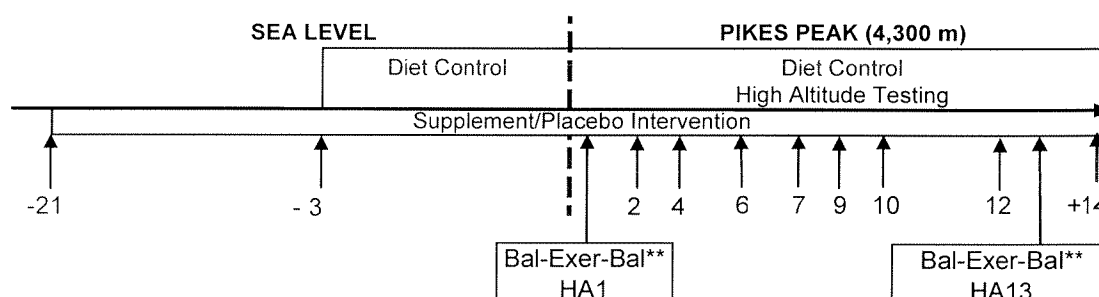 SEA LEVEL
PIKES PEAK (4,300 m)
Diet Control
Diet Control
High Altitude Testing
Supplement/Placebo Intervention
-21
- 3
2
4
6
7
9
10
12
+14
Bal-Exer-Bal**
HA1
Bal-Exer-Bal**
HA13